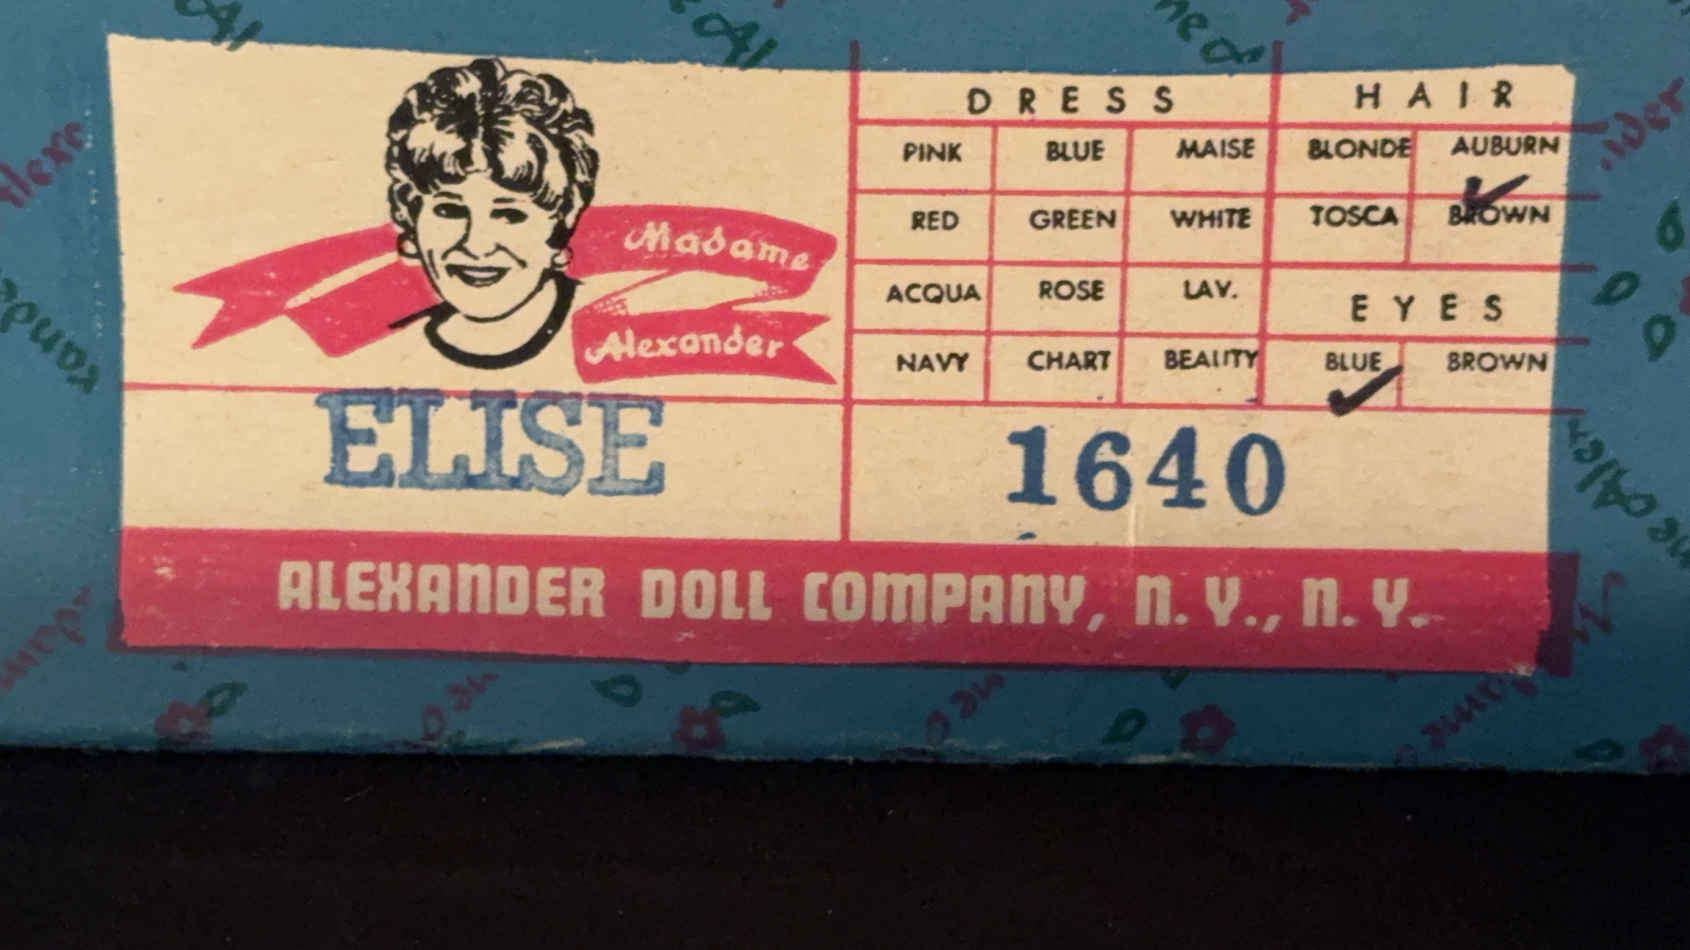 Madame
Alexander
DRESS
PINK BLUE MAISE
RED GREEN WHITE
ACQUA ROSE LAV.
NAVY CHART BEAUTY
HAIR
BLONDE AUBURN
TOSCA BROWN
EYES
BLUE BROWN
ELISE
1640
ALEXANDER DOLL COMPANY, N.Y., N.Y.